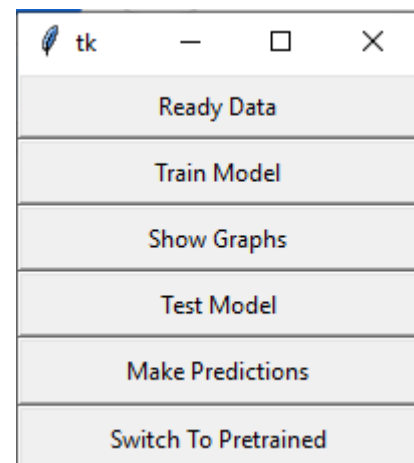 tk
Ready Data
Train Model
Show Graphs
Test Model
Make Predictions
Switch To Pretrained